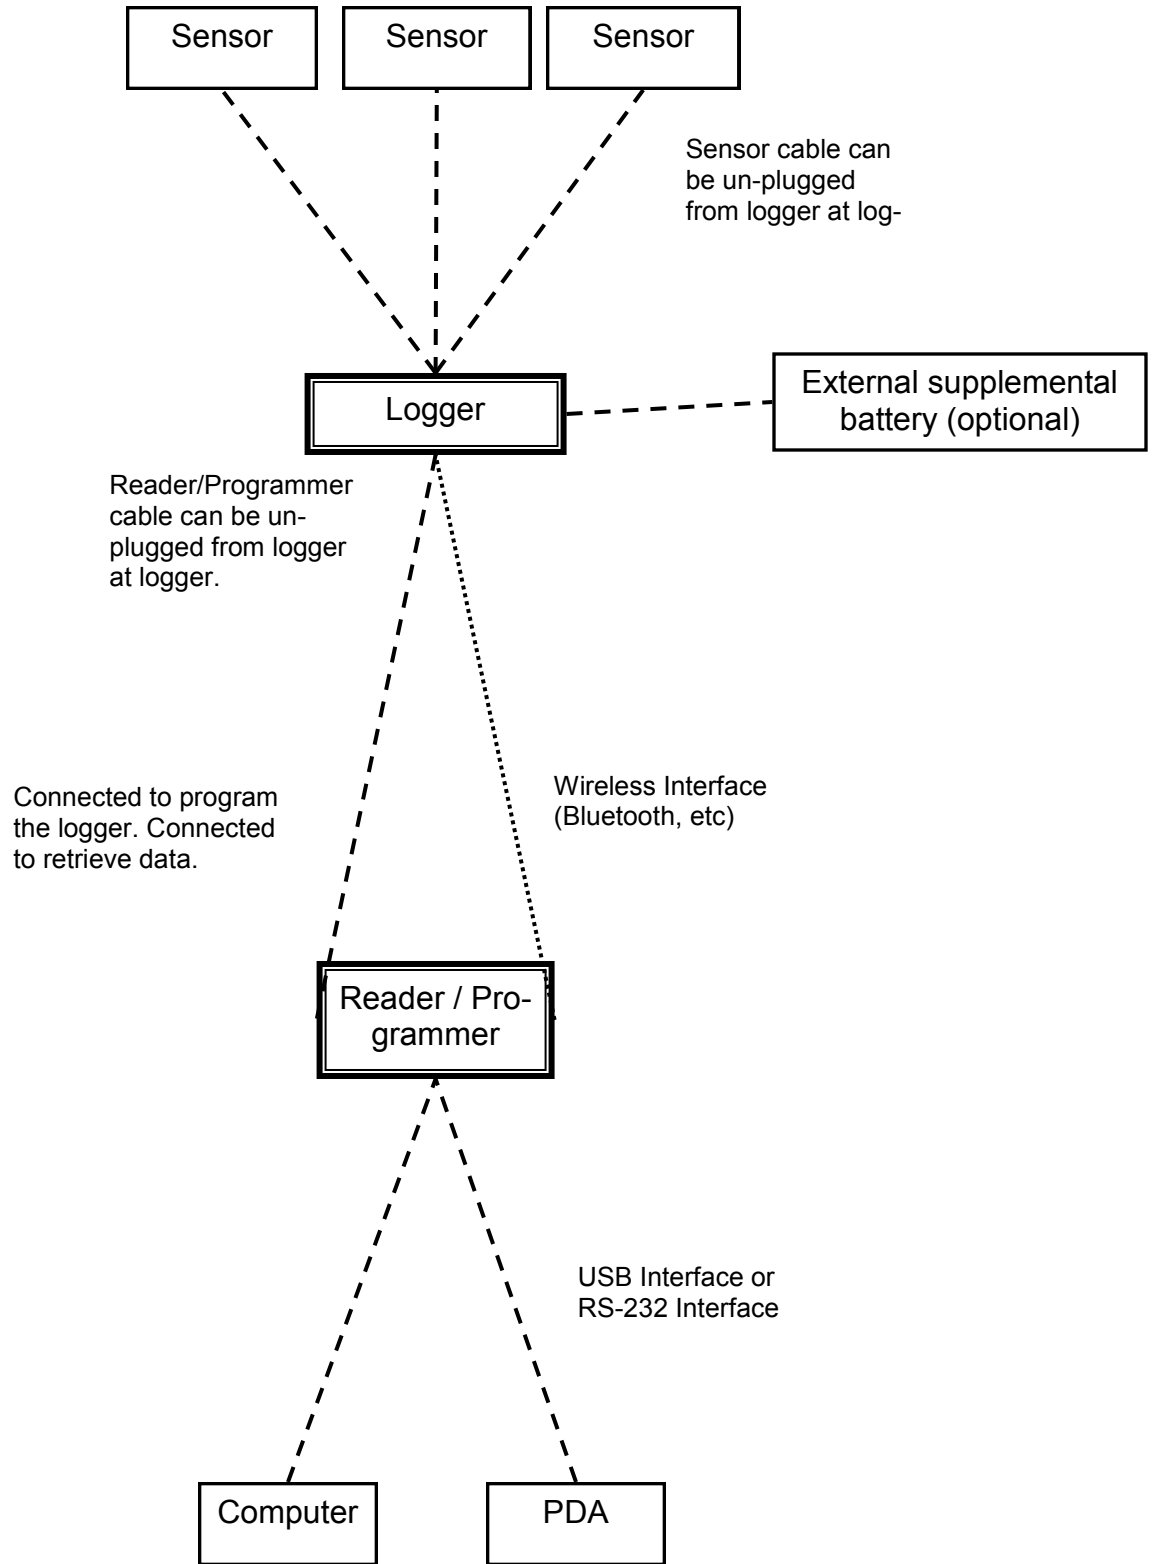 Sensor
Sensor
Sensor
Sensor cable can
be un-plugged
from logger at log-
Logger
External supplemental
battery (optional)
Reader/Programmer
cable can be un-
plugged from logger
at logger.
Connected to program
the logger. Connected
to retrieve data.
Wireless Interface
(Bluetooth, etc)
Reader / Pro-
grammer
USB Interface or
RS-232 Interface
Computer
PDA